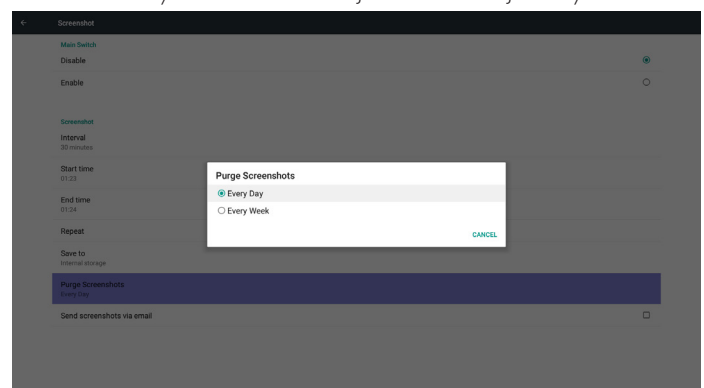 Screenshot
Main Switch
Disable
Enable
Screenshot
Interval
30 minutes
Start time
01:23
End time
01:24
Repeat
Save to
Internal storage
Purge Screenshots
Every Day
Send screenshots via email
Purge Screenshots
Every Day
Every Week
CANCEL